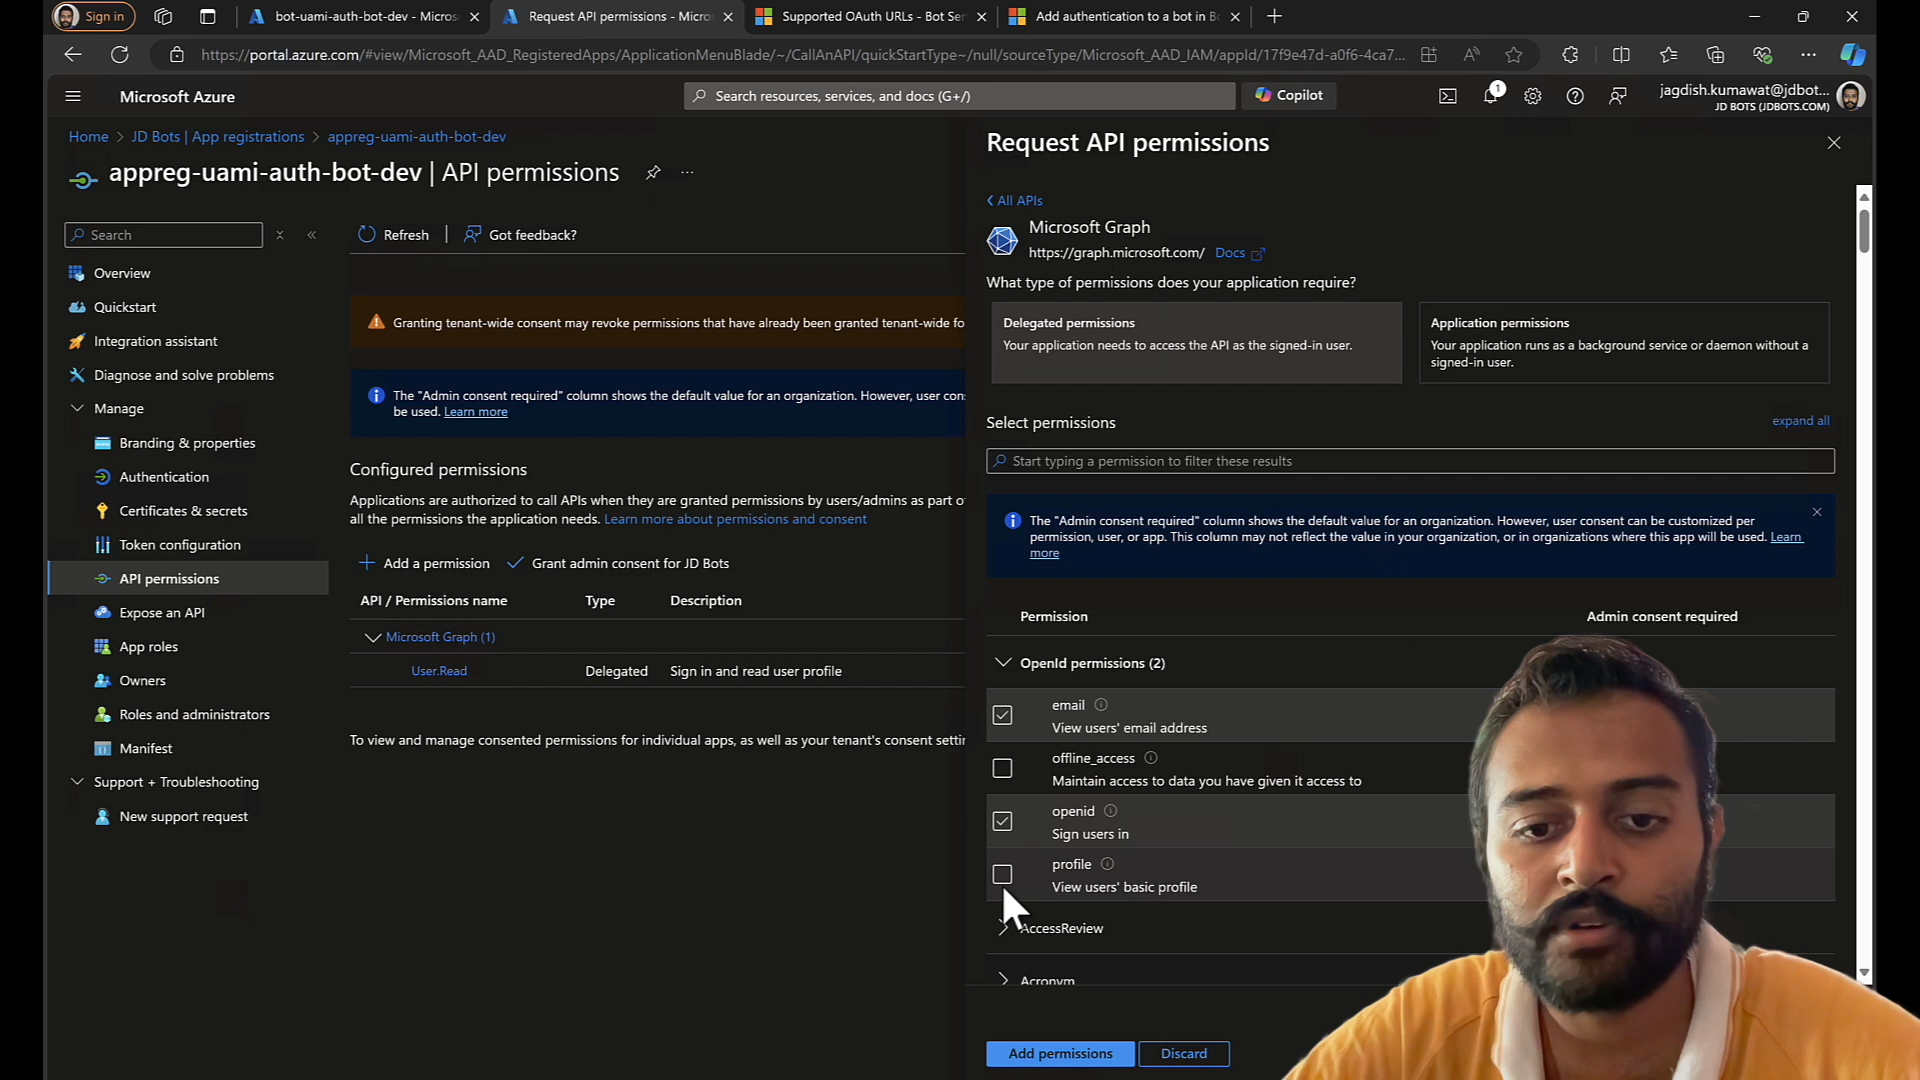 Sign in
bot-uami-auth-bot-dev - Micros
Request API permissions - Micro
Supported OAuth URLs - Bot Ser
Add authentication to a bot in B
https://portal.azure.com/#view/Microsoft_AAD_RegisteredApps/ApplicationMenuBlade/~/CallAnAPI/quickStartType~/null/sourceType/Microsoft_AAD_IAM/appId/17f9e47d-a0f6-4ca7...
Microsoft Azure
Search resources, services, and docs (G+/)
Copilot
1
jagdish.kumawat@jdbot...
JD BOTS (JDBOTS.COM)
Home > JD Bots | App registrations > appreg-uami-auth-bot-dev
appreg-uami-auth-bot-dev | API permissions
Search
Overview
Quickstart
Integration assistant
Diagnose and solve problems
Manage
Branding & properties
Authentication
Certificates & secrets
Token configuration
API permissions
Expose an API
App roles
Owners
Roles and administrators
Manifest
Support + Troubleshooting
New support request
Refresh
Got feedback?
Granting tenant-wide consent may revoke permissions that have already been granted tenant-wide fo
The "Admin consent required" column shows the default value for an organization. However, user con
be used. Learn more
Configured permissions
Applications are authorized to call APIs when they are granted permissions by users/admins as part of
all the permissions the application needs. Learn more about permissions and consent
Add a permission
Grant admin consent for JD Bots
API / Permissions name Type Description
Microsoft Graph (1)
User.Read Delegated Sign in and read user profile
To view and manage consented permissions for individual apps, as well as your tenant's consent settin
Request API permissions
All APIs
Microsoft Graph
https://graph.microsoft.com/ Docs
What type of permissions does your application require?
Delegated permissions
Your application needs to access the API as the signed-in user.
Application permissions
Your application runs as a background service or daemon without a
signed-in user.
Select permissions
expand all
Start typing a permission to filter these results
The "Admin consent required" column shows the default value for an organization. However, user consent can be customized per
permission, user, or app. This column may not reflect the value in your organization, or in organizations where this app will be used. Learn
more
Permission Admin consent required
OpenId permissions (2)
email
View users' email address
offline_access
Maintain access to data you have given it access to
openid
Sign users in
profile
View users' basic profile
AccessReview
Acronym
Add permissions
Discard